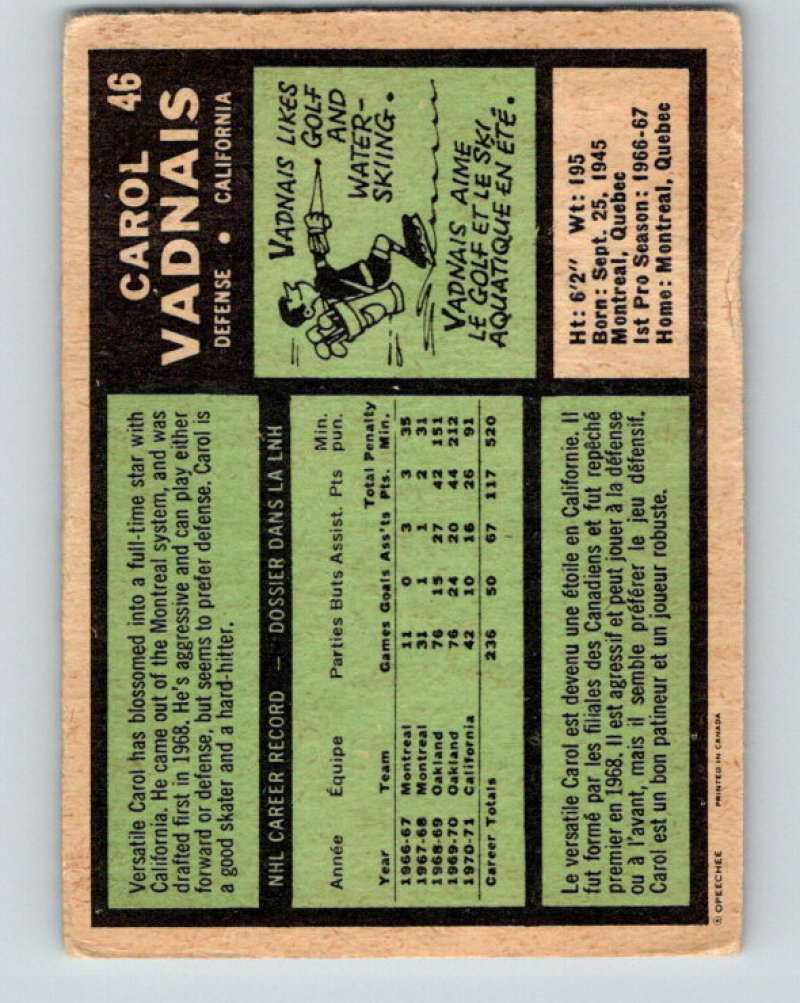 CAROL 46
VADNAIS
DEFENSE • CALIFORNIA
Versatile Carol has blossomed into a full-time star with
California. He came out of the Montreal system, and was
drafted first in 1968. He's aggressive and can play either
forward or defense, but seems to prefer defense. Carol is
a good skater and a hard-hitter.
VADNAIS LIKES
GOLF
AND
WATER-
SKIING.
VADNAIS AIME
LE GOLF ET LE SKI
AQUATIQUE EN ÉTÉ.
NHL CAREER RECORD — DOSSIER DANS LA LNH
Min.
Année Équipe Parties Buts Assist. Pts pun.
Total Penalty
Year Team Games Goals Ass'ts Pts. Min.
1966-67 Montreal 11 0 3 3 35
1967-68 Montreal 31 1 1 2 31
1968-69 Oakland 76 15 27 42 151
1969-70 Oakland 76 24 20 44 212
1970-71 California 42 10 16 26 91
Career Totals 236 50 67 117 520
Ht: 6'2" Wt: 195
Born: Sept. 25, 1945
Montreal, Quebec
1st Pro Season: 1966-67
Home: Montreal, Quebec
Le versatile Carol est devenu une étoile en Californie. Il
fut formé par les filiales des Canadiens et fut repêché
premier en 1968. Il est agressif et peut jouer à la défense
ou à l'avant, mais il semble préférer le jeu défensif.
Carol est un bon patineur et un joueur robuste.
© OPEECHEE PRINTED IN CANADA